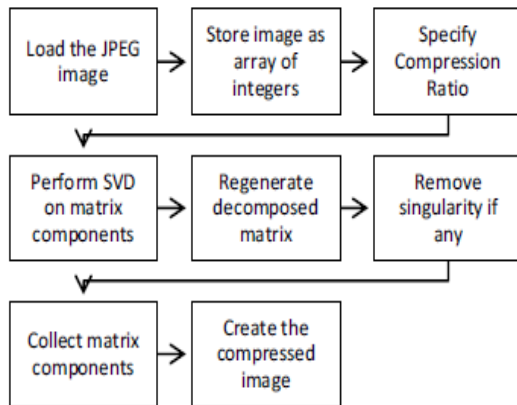 Load the JPEG
image
Store image as
array of
integers
Specify
Compression
Ratio
Perform SVD
on matrix
components
Regenerate
decomposed
matrix
Remove
singularity if
any
Collect matrix
components
Create the
compressed
image